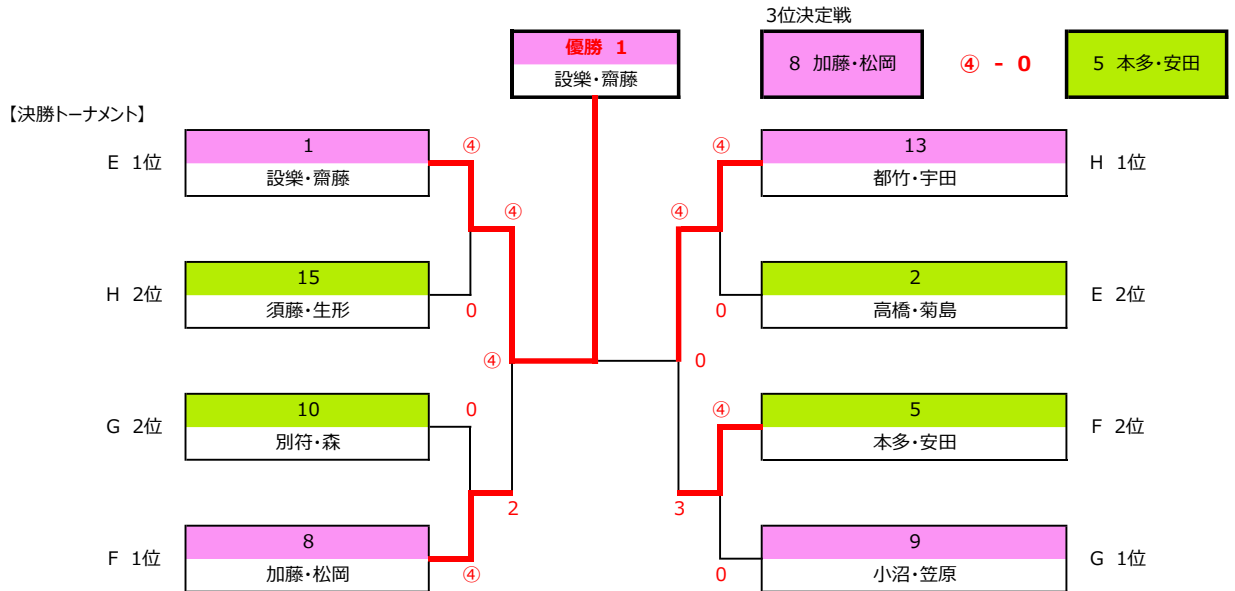 3位決定戦
優勝 1
設樂・齋藤
8 加藤・松岡
④ - 0
5 本多・安田
【決勝トーナメント】
E 1位
1
設樂・齋藤
④
④
13
都竹・宇田
H 1位
④
④
H 2位
15
須藤・生形
0
2
高橋・菊島
E 2位
0
④
0
G 2位
10
別符・森
0
④
5
本多・安田
F 2位
2
3
F 1位
8
加藤・松岡
④
0
9
小沼・笠原
G 1位